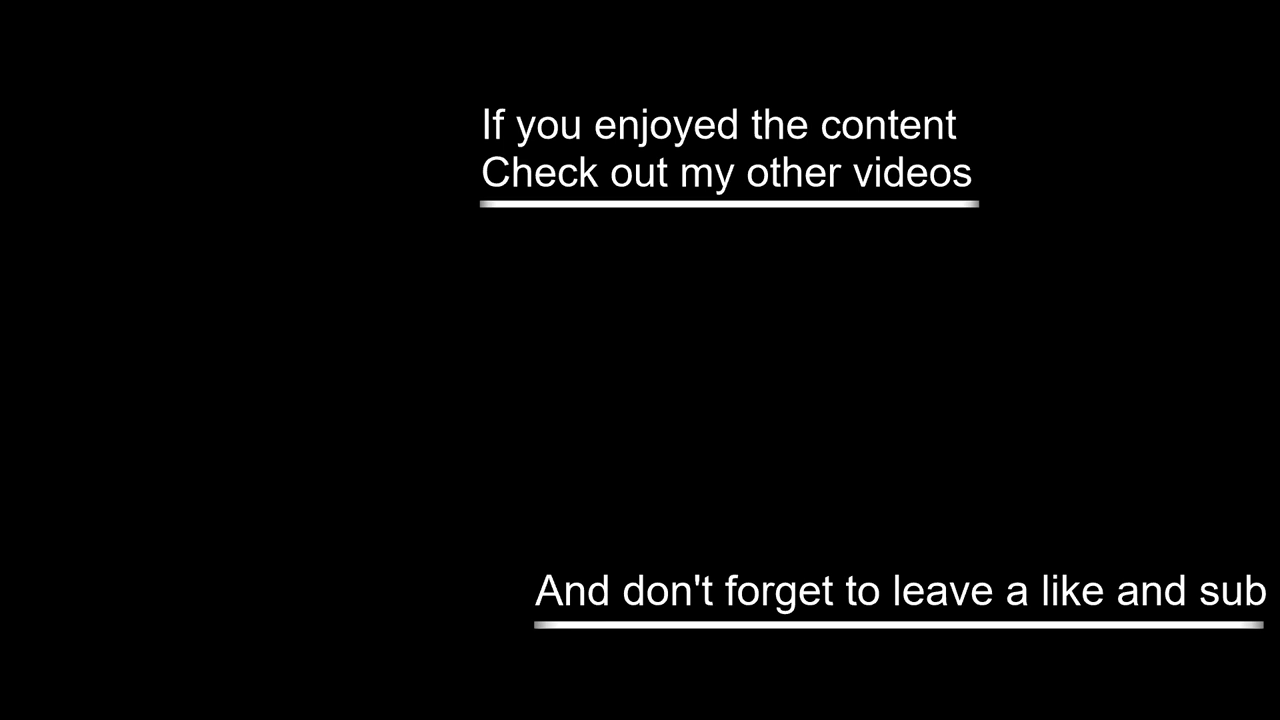 If you enjoyed the content
Check out my other videos
And don't forget to leave a like and sub